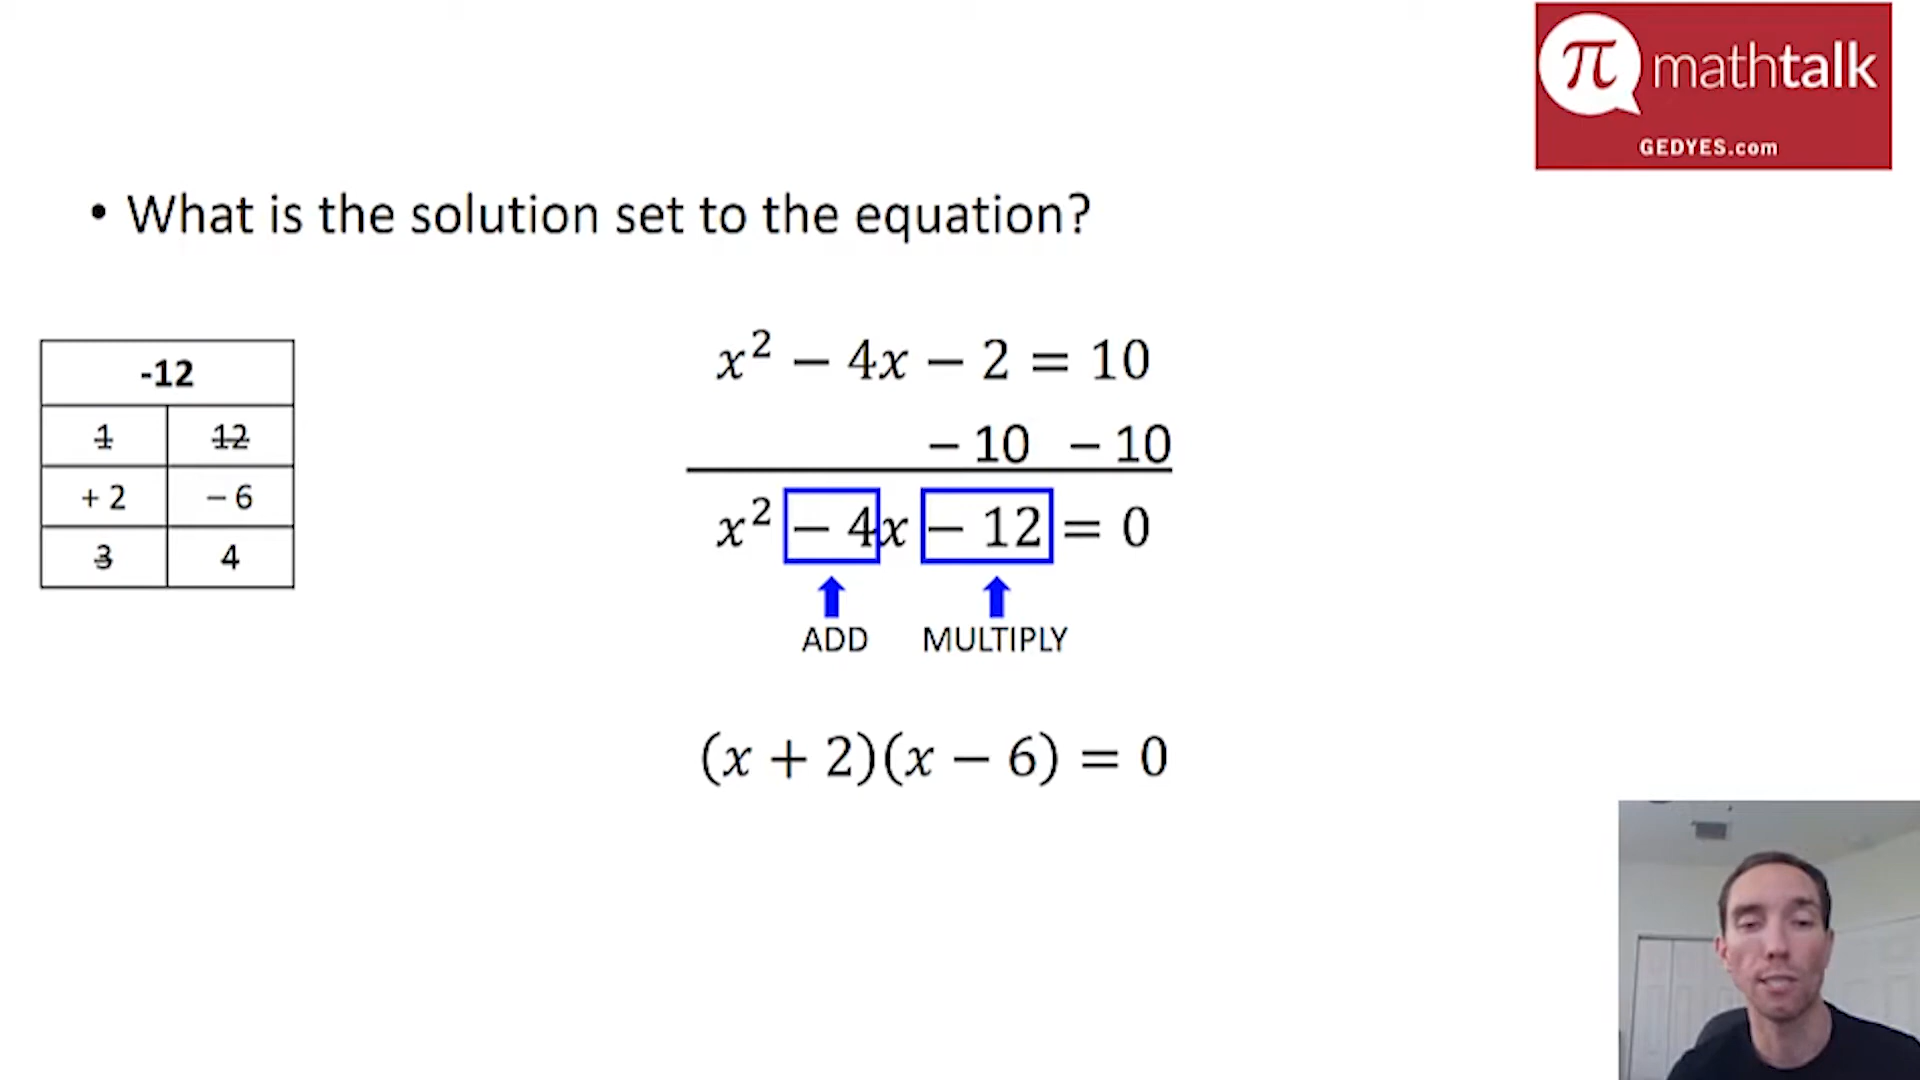 π mathtalk
GEDYES.com
• What is the solution set to the equation?
-12
1 12
+ 2 – 6
3 4
x² − 4x − 2 = 10
– 10 – 10
x² − 4x − 12 = 0
ADD MULTIPLY
(x + 2)(x − 6) = 0